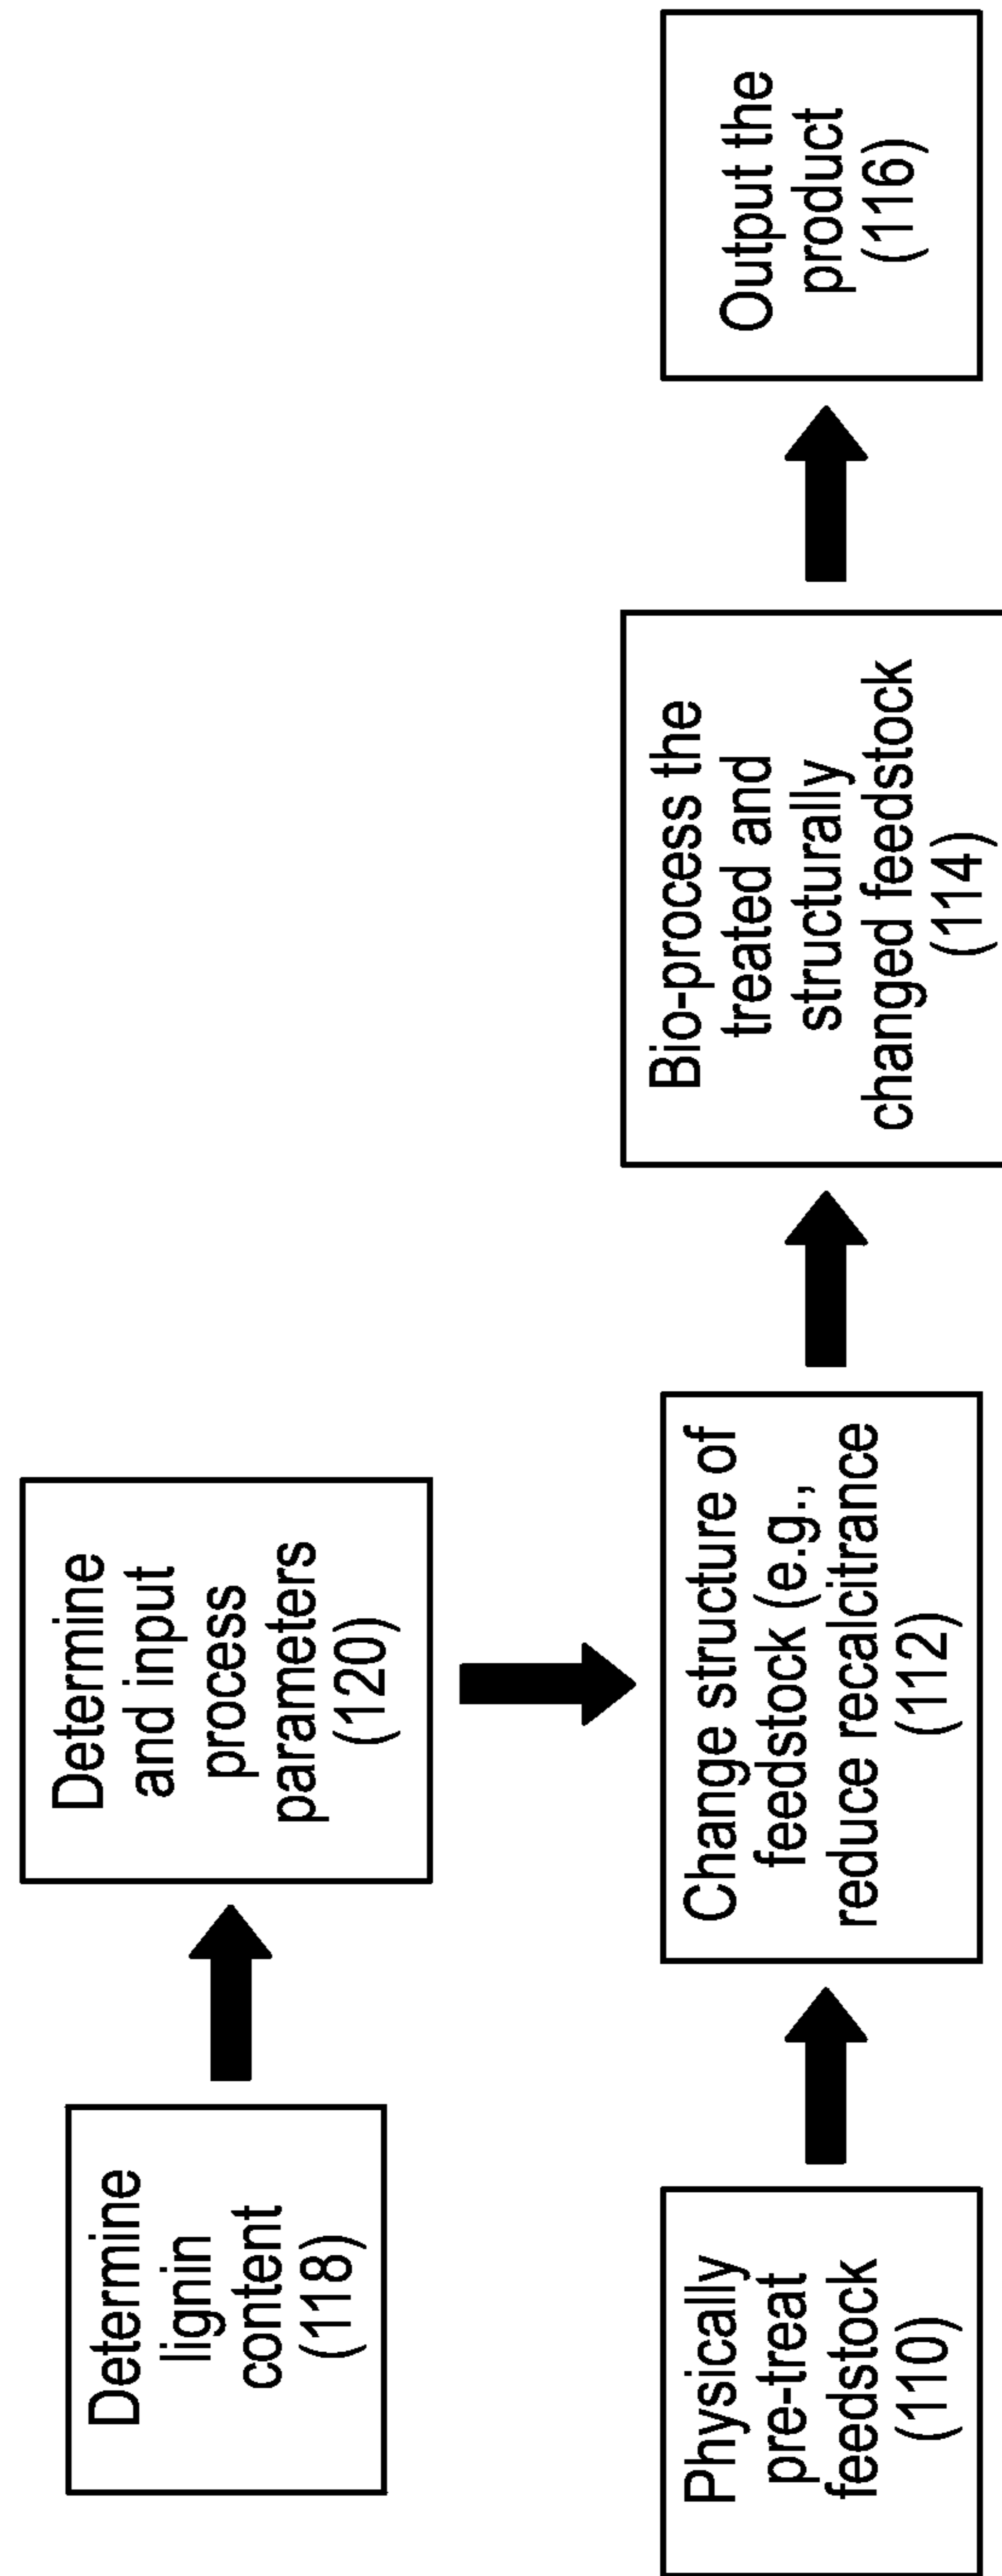 Determine
lignin
content
(118)
Determine
and input
process
parameters
(120)
Physically
pre-treat
feedstock
(110)
Change structure of
feedstock (e.g.,
reduce recalcitrance
(112)
Bio-process the
treated and
structurally
changed feedstock
(114)
Output the
product
(116)